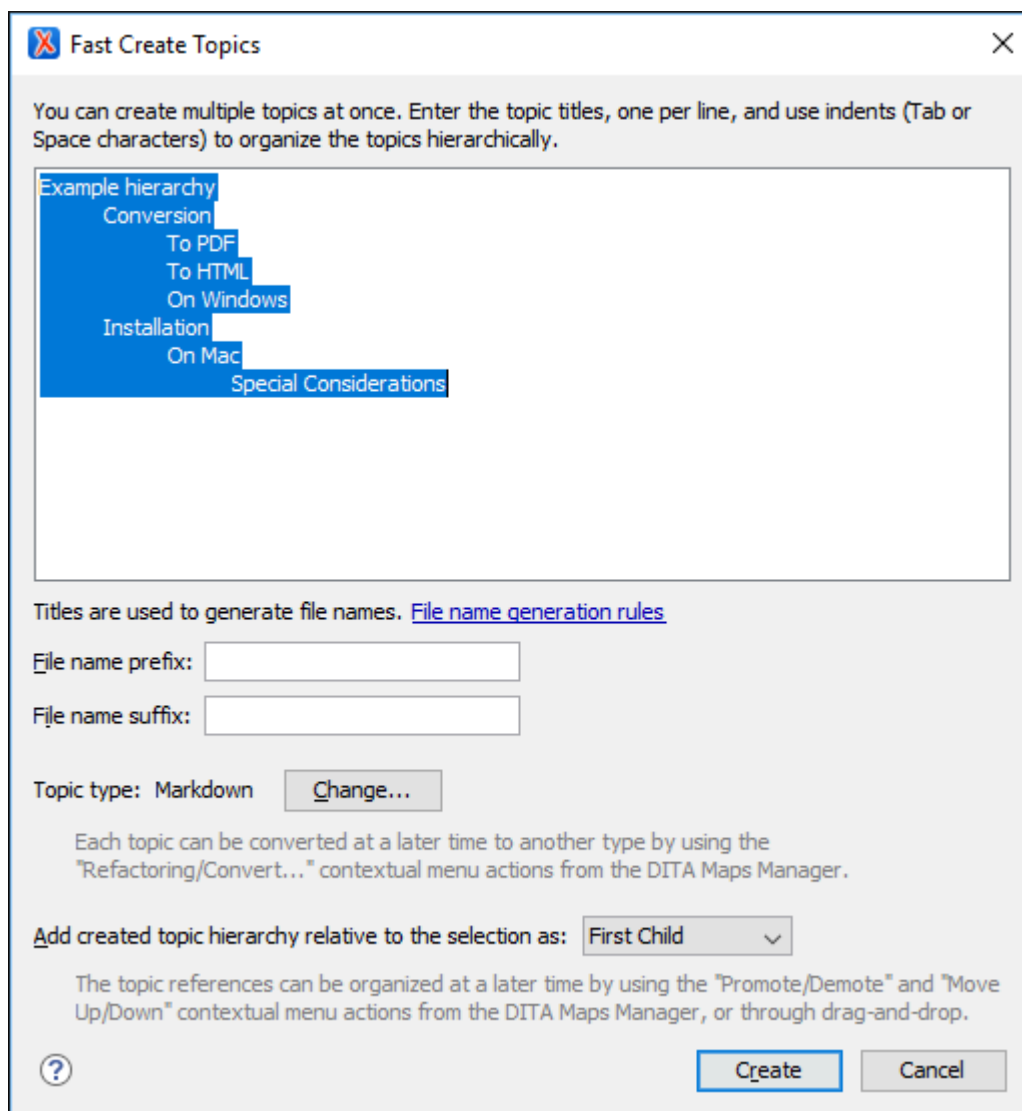 Fast Create Topics
You can create multiple topics at once. Enter the topic titles, one per line, and use indents (Tab or
Space characters) to organize the topics hierarchically.
Example hierarchy
Conversion
To PDF
To HTML
On Windows
Installation
On Mac
Special Considerations
Titles are used to generate file names. File name generation rules
File name prefix:
File name suffix:
Topic type: Markdown Change...
Each topic can be converted at a later time to another type by using the
"Refactoring/Convert..." contextual menu actions from the DITA Maps Manager.
Add created topic hierarchy relative to the selection as: First Child
The topic references can be organized at a later time by using the "Promote/Demote" and "Move
Up/Down" contextual menu actions from the DITA Maps Manager, or through drag-and-drop.
? Create Cancel